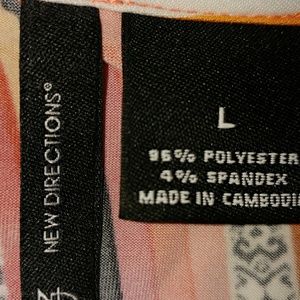 NEW DIRECTIONS®
L
96% POLYESTER
4% SPANDEX
MADE IN CAMBODIA